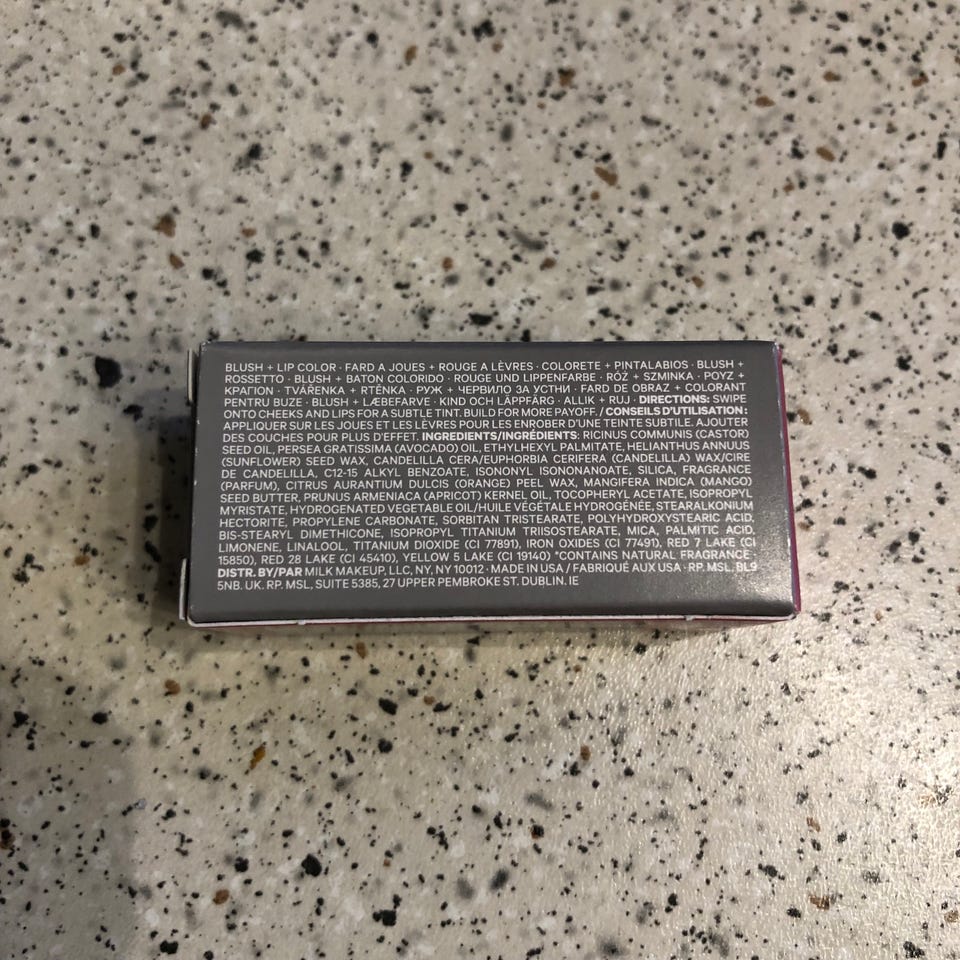 BLUSH + LIP COLOR · FARD A JOUES + ROUGE A LÈVRES · COLORETE + PINTALABIOS · BLUSH +
ROSSETTO · BLUSH + BATON COLORIDO · ROUGE UND LIPPENFARBE · RÓŻ + SZMINKA · ΡΟΥΖ +
ΚΡΑΓΙΟΝ · TVÁŘENKA + RTĚNKA · РУЖ + ЧЕРВИЛО ЗА УСТНИ · FARD DE OBRAZ + COLORANT
PENTRU BUZE · BLUSH + LÆBEFARVE · KIND OCH LÄPPFÄRG · ALLIK + RUJ · DIRECTIONS: SWIPE
ONTO CHEEKS AND LIPS FOR A SUBTLE TINT. BUILD FOR MORE PAYOFF. / CONSEILS D'UTILISATION :
APPLIQUER SUR LES JOUES ET LES LÈVRES POUR LES ENROBER D'UNE TEINTE SUBTILE. AJOUTER
DES COUCHES POUR PLUS D'EFFET. INGREDIENTS/INGRÉDIENTS: RICINUS COMMUNIS (CASTOR)
SEED OIL, PERSEA GRATISSIMA (AVOCADO) OIL, ETHYLHEXYL PALMITATE, HELIANTHUS ANNUUS
(SUNFLOWER) SEED WAX, CANDELILLA CERA/EUPHORBIA CERIFERA (CANDELILLA) WAX/CIRE
DE CANDELILLA, C12-15 ALKYL BENZOATE, ISONONYL ISONONANOATE, SILICA, FRAGRANCE
(PARFUM), CITRUS AURANTIUM DULCIS (ORANGE) PEEL WAX, MANGIFERA INDICA (MANGO)
SEED BUTTER, PRUNUS ARMENIACA (APRICOT) KERNEL OIL, TOCOPHERYL ACETATE, ISOPROPYL
MYRISTATE, HYDROGENATED VEGETABLE OIL/HUILE VÉGÉTALE HYDROGÉNÉE, STEARALKONIUM
HECTORITE, PROPYLENE CARBONATE, SORBITAN TRISTEARATE, POLYHYDROXYSTEARIC ACID,
BIS-STEARYL DIMETHICONE, ISOPROPYL TITANIUM TRIISOSTEARATE, MICA, PALMITIC ACID,
LIMONENE, LINALOOL, TITANIUM DIOXIDE (CI 77891), IRON OXIDES (CI 77491), RED 7 LAKE (CI
15850), RED 28 LAKE (CI 45410), YELLOW 5 LAKE (CI 19140) *CONTAINS NATURAL FRAGRANCE ·
DISTR. BY/PAR MILK MAKEUP, LLC, NY, NY 10012 · MADE IN USA / FABRIQUÉ AUX USA · RP. MSL, BL9
5NB. UK. RP. MSL, SUITE 5385, 27 UPPER PEMBROKE ST. DUBLIN. IE